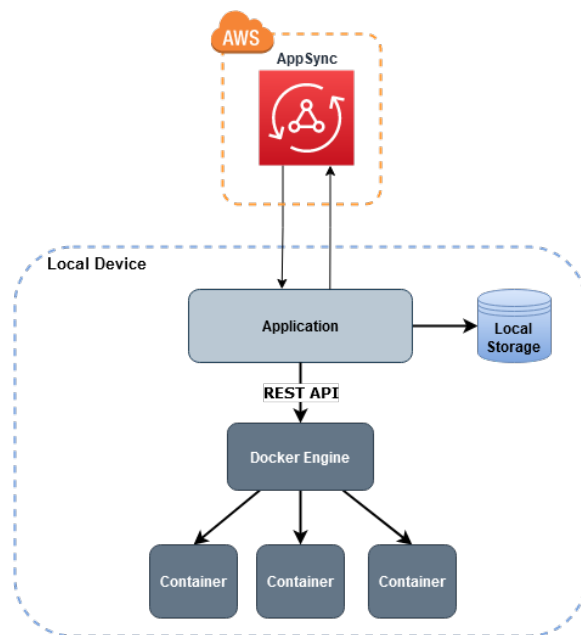 AWS
AppSync
Local Device
Application
Local
Storage
REST API
Docker Engine
Container
Container
Container